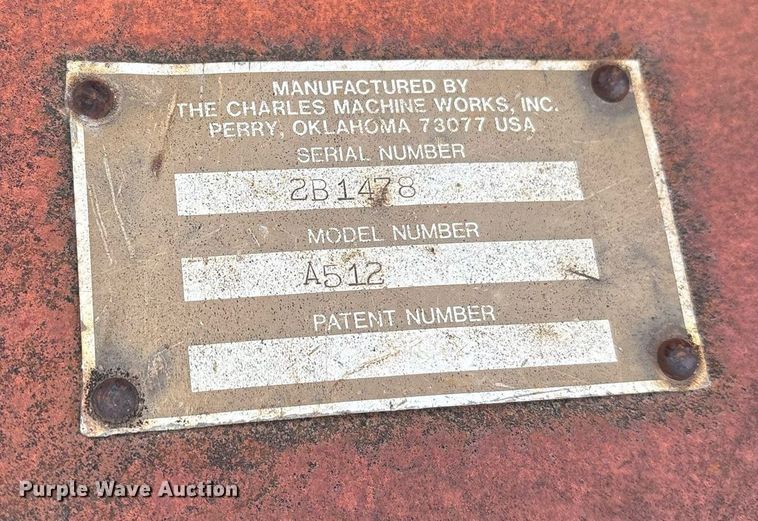 MANUFACTURED BY
THE CHARLES MACHINE WORKS, INC.
PERRY, OKLAHOMA 73077 USA
SERIAL NUMBER
2B1478
MODEL NUMBER
A512
PATENT NUMBER
Purple Wave Auction